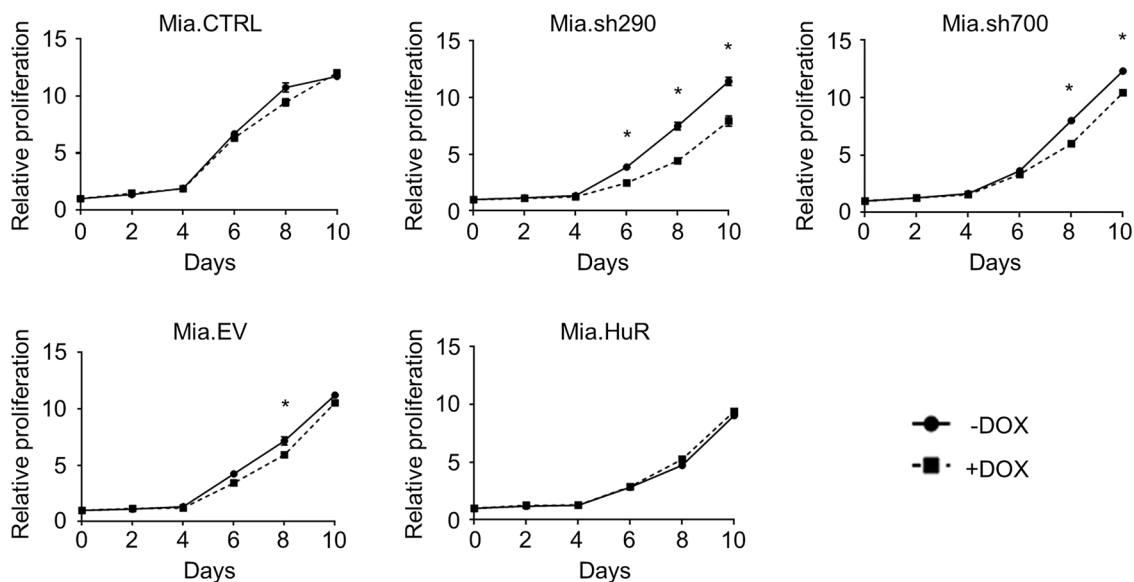 Mia.CTRL
Relative proliferation
15
10
5
0
0 2 4 6 8 10
Days
Mia.sh290
Relative proliferation
15
10
5
0
* * *
0 2 4 6 8 10
Days
Mia.sh700
Relative proliferation
15
10
5
0
* *
0 2 4 6 8 10
Days
Mia.EV
Relative proliferation
15
10
5
0
*
0 2 4 6 8 10
Days
Mia.HuR
Relative proliferation
15
10
5
0
0 2 4 6 8 10
Days
-DOX
+DOX